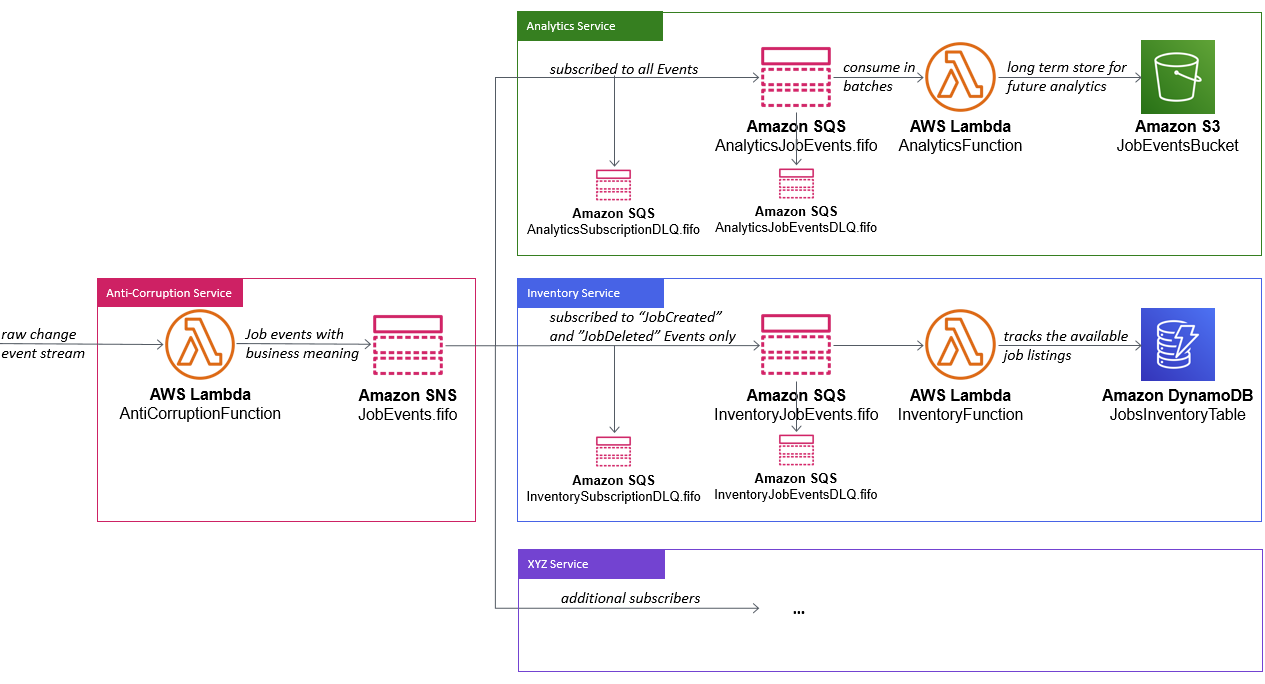 Analytics Service
subscribed to all Events
consume in
batches
long term store for
future analytics
Amazon SQS
AnalyticsJobEvents.fifo
AWS Lambda
AnalyticsFunction
Amazon S3
JobEventsBucket
Amazon SQS
AnalyticsSubscriptionDLQ.fifo
Amazon SQS
AnalyticsJobEventsDLQ.fifo
Anti-Corruption Service
raw change
event stream
Job events with
business meaning
AWS Lambda
AntiCorruptionFunction
Amazon SNS
JobEvents.fifo
Inventory Service
subscribed to “JobCreated”
and ”JobDeleted” Events only
tracks the available
job listings
Amazon SQS
InventoryJobEvents.fifo
AWS Lambda
InventoryFunction
Amazon DynamoDB
JobsInventoryTable
Amazon SQS
InventorySubscriptionDLQ.fifo
Amazon SQS
InventoryJobEventsDLQ.fifo
XYZ Service
additional subscribers
...